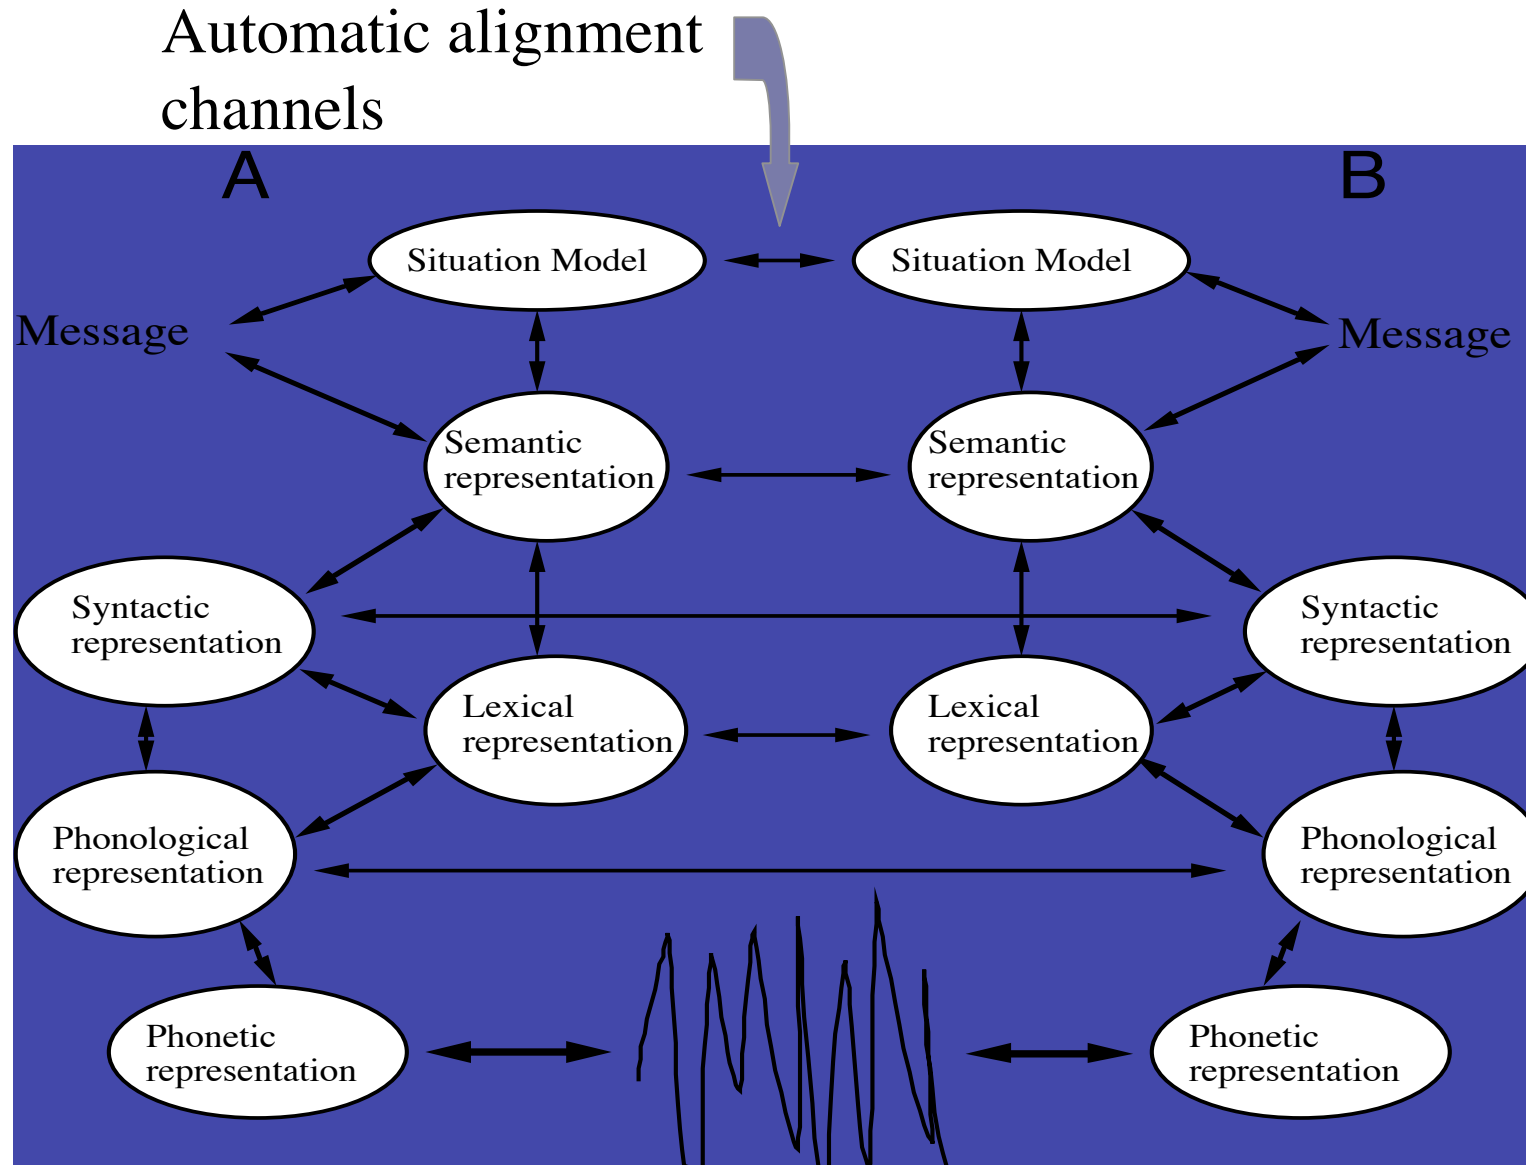 Automatic alignment
channels
A
B
Situation Model
Situation Model
Message
Message
Semantic
representation
Semantic
representation
Syntactic
representation
Syntactic
representation
Lexical
representation
Lexical
representation
Phonological
representation
Phonological
representation
Phonetic
representation
Phonetic
representation